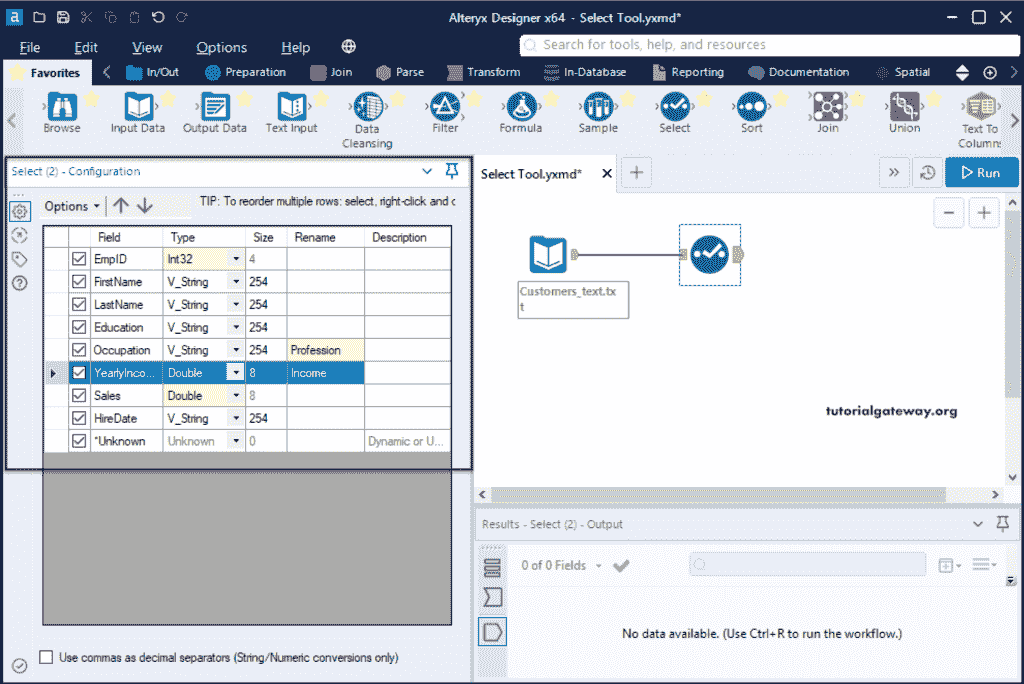 a Alteryx Designer x64 - Select Tool.yxmd*
File Edit View Options Help Search for tools, help, and resources
Favorites In/Out Preparation Join Parse Transform In-Database Reporting Documentation Spatial
Browse Input Data Output Data Text Input Data Cleansing Filter Formula Sample Select Sort Join Union Text To Columns
Select (2) - Configuration
Options TIP: To reorder multiple rows: select, right-click and
Field Type Size Rename Description
EmpID Int32 4
FirstName V_String 254
LastName V_String 254
Education V_String 254
Occupation V_String 254 Profession
YearlyInco... Double 8 Income
Sales Double 8
HireDate V_String 254
*Unknown Unknown 0 Dynamic or U...
Use commas as decimal separators (String/Numeric conversions only)
Select Tool.yxmd* Run
Customers_text.tx
t
tutorialgateway.org
Results - Select (2) - Output
0 of 0 Fields
No data available. (Use Ctrl+R to run the workflow.)